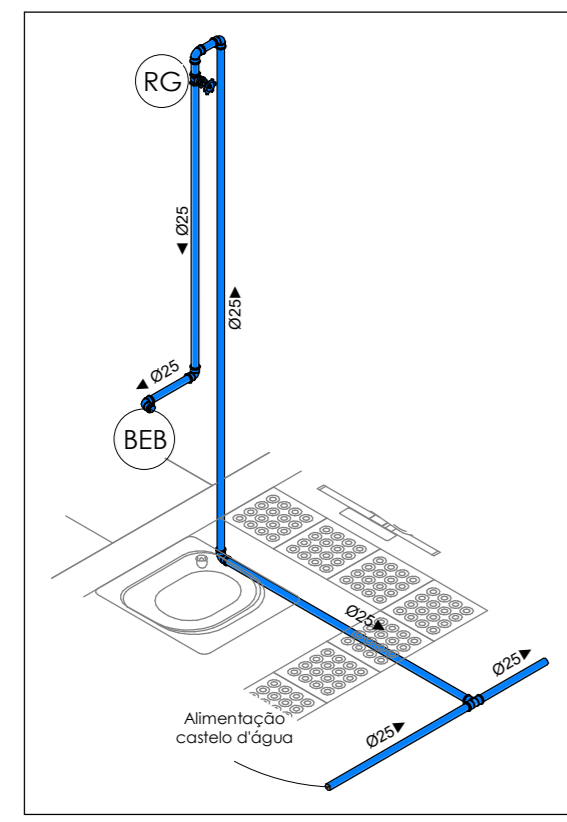 RG
▼ Ø25
Ø25▲
▼ Ø25
BEB
Ø25▶
Ø25▶
Alimentação
castelo d'água
Ø25▶